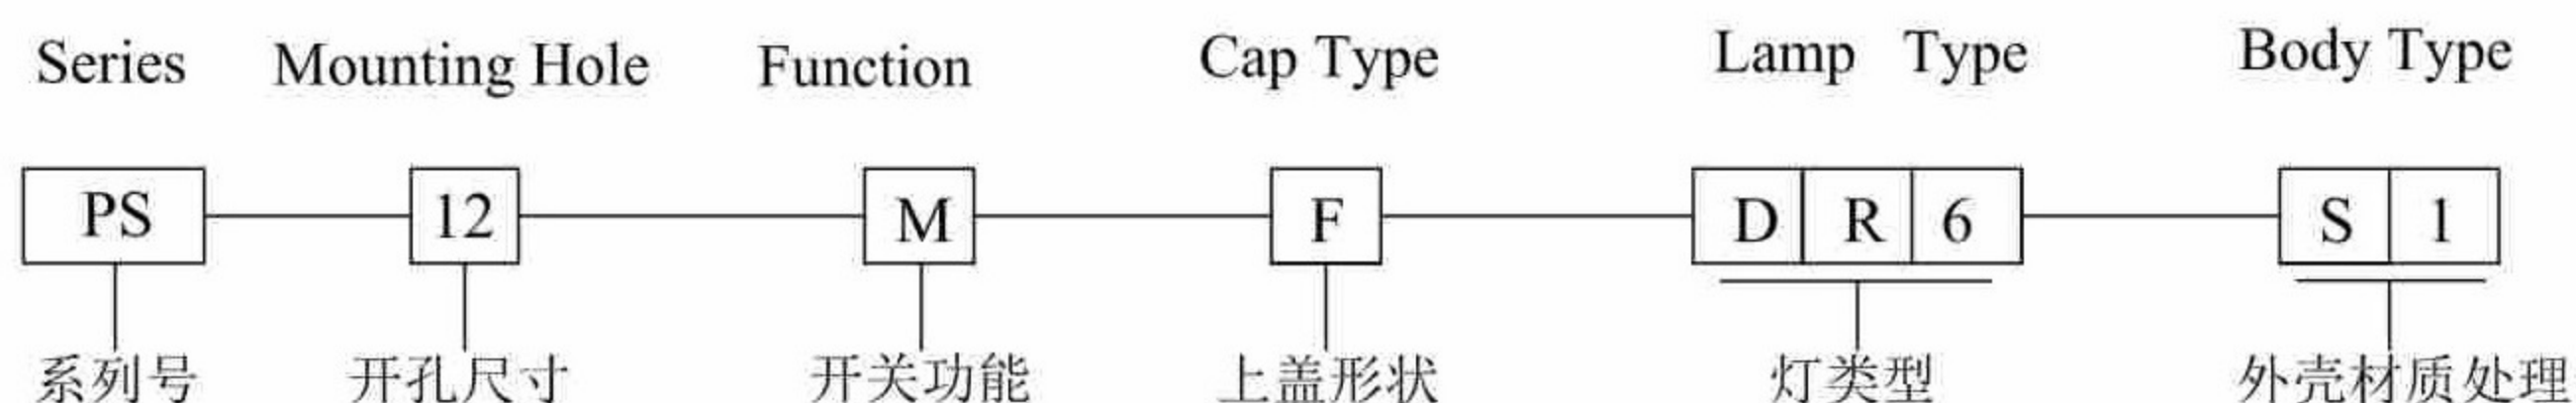 Series Mounting Hole Function Cap Type Lamp Type Body Type
PS 12 M F D R 6 S 1
系列号 开孔尺寸 开关功能 上盖形状 灯类型 外壳材质处理